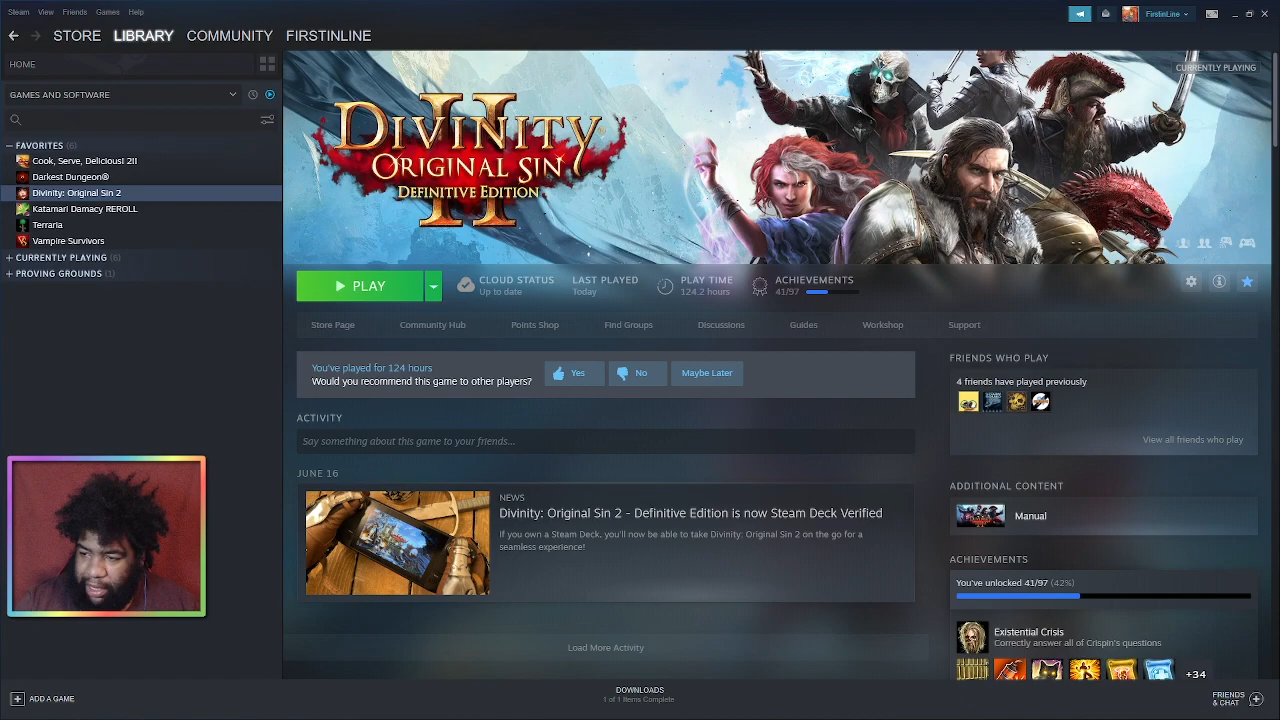 Steam View Friends Games Help
FirstinLine
STORE LIBRARY COMMUNITY FIRSTINLINE
HOME
GAMES AND SOFTWARE
FAVORITES (6)
Cook, Serve, Delicious! 2!!
Darkest Dungeon®
Divinity: Original Sin 2
Katamari Damacy REROLL
Terraria
Vampire Survivors
CURRENTLY PLAYING (6)
PROVING GROUNDS (1)
CURRENTLY PLAYING
II
DIVINITY
ORIGINAL SIN
DEFINITIVE EDITION
PLAY
CLOUD STATUS
Up to date
LAST PLAYED
Today
PLAY TIME
124.2 hours
ACHIEVEMENTS
41/97
Store Page Community Hub Points Shop Find Groups Discussions Guides Workshop Support
You've played for 124 hours
Would you recommend this game to other players?
Yes No Maybe Later
ACTIVITY
Say something about this game to your friends...
JUNE 16
NEWS
Divinity: Original Sin 2 - Definitive Edition is now Steam Deck Verified
If you own a Steam Deck, you'll now be able to take Divinity: Original Sin 2 on the go for a
seamless experience!
Load More Activity
FRIENDS WHO PLAY
4 friends have played previously
View all friends who play
ADDITIONAL CONTENT
Manual
ACHIEVEMENTS
You've unlocked 41/97 (42%)
Existential Crisis
Correctly answer all of Crispin's questions
+34
ADD A GAME
DOWNLOADS
1 of 1 Items Complete
FRIENDS
& CHAT